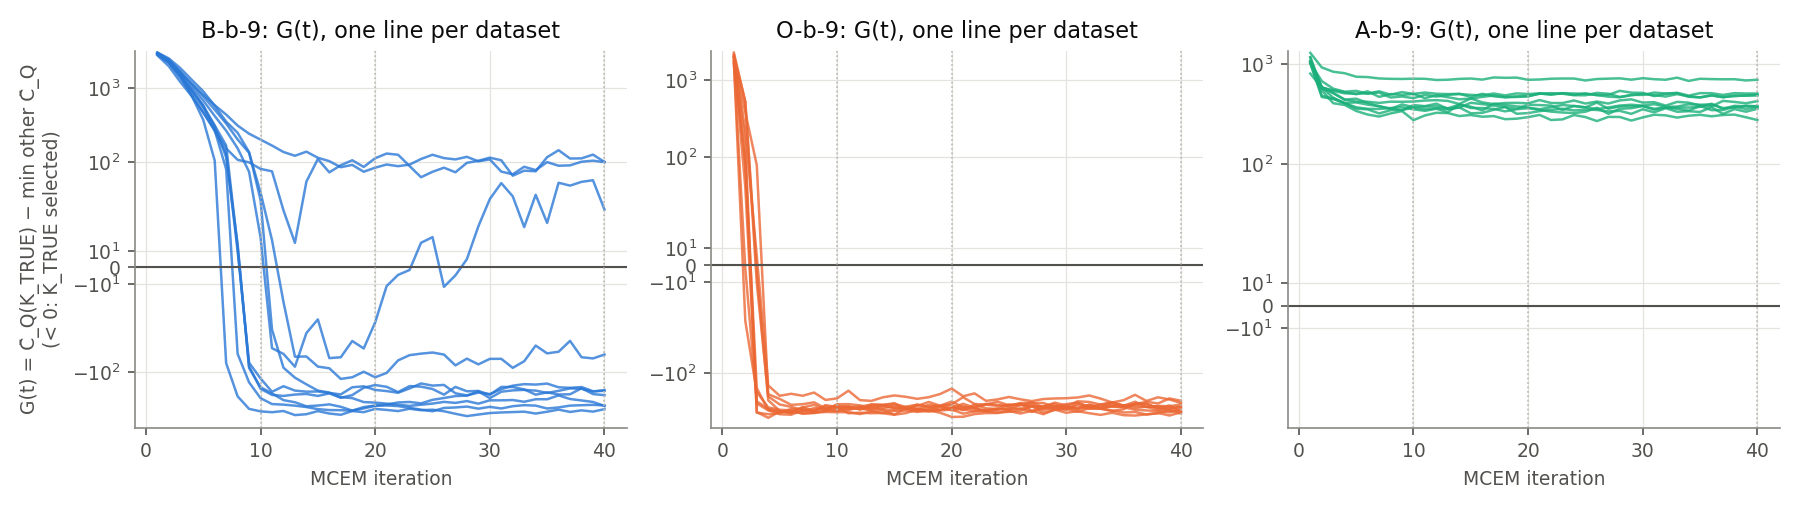 B-b-9: G(t), one line per dataset
O-b-9: G(t), one line per dataset
A-b-9: G(t), one line per dataset
G(t) = C_Q(K_TRUE) − min other C_Q
(< 0: K_TRUE selected)
10³
10²
10¹
0
−10¹
−10²
0 10 20 30 40
MCEM iteration
10³
10²
10¹
0
−10¹
−10²
0 10 20 30 40
MCEM iteration
10³
10²
10¹
0
−10¹
0 10 20 30 40
MCEM iteration